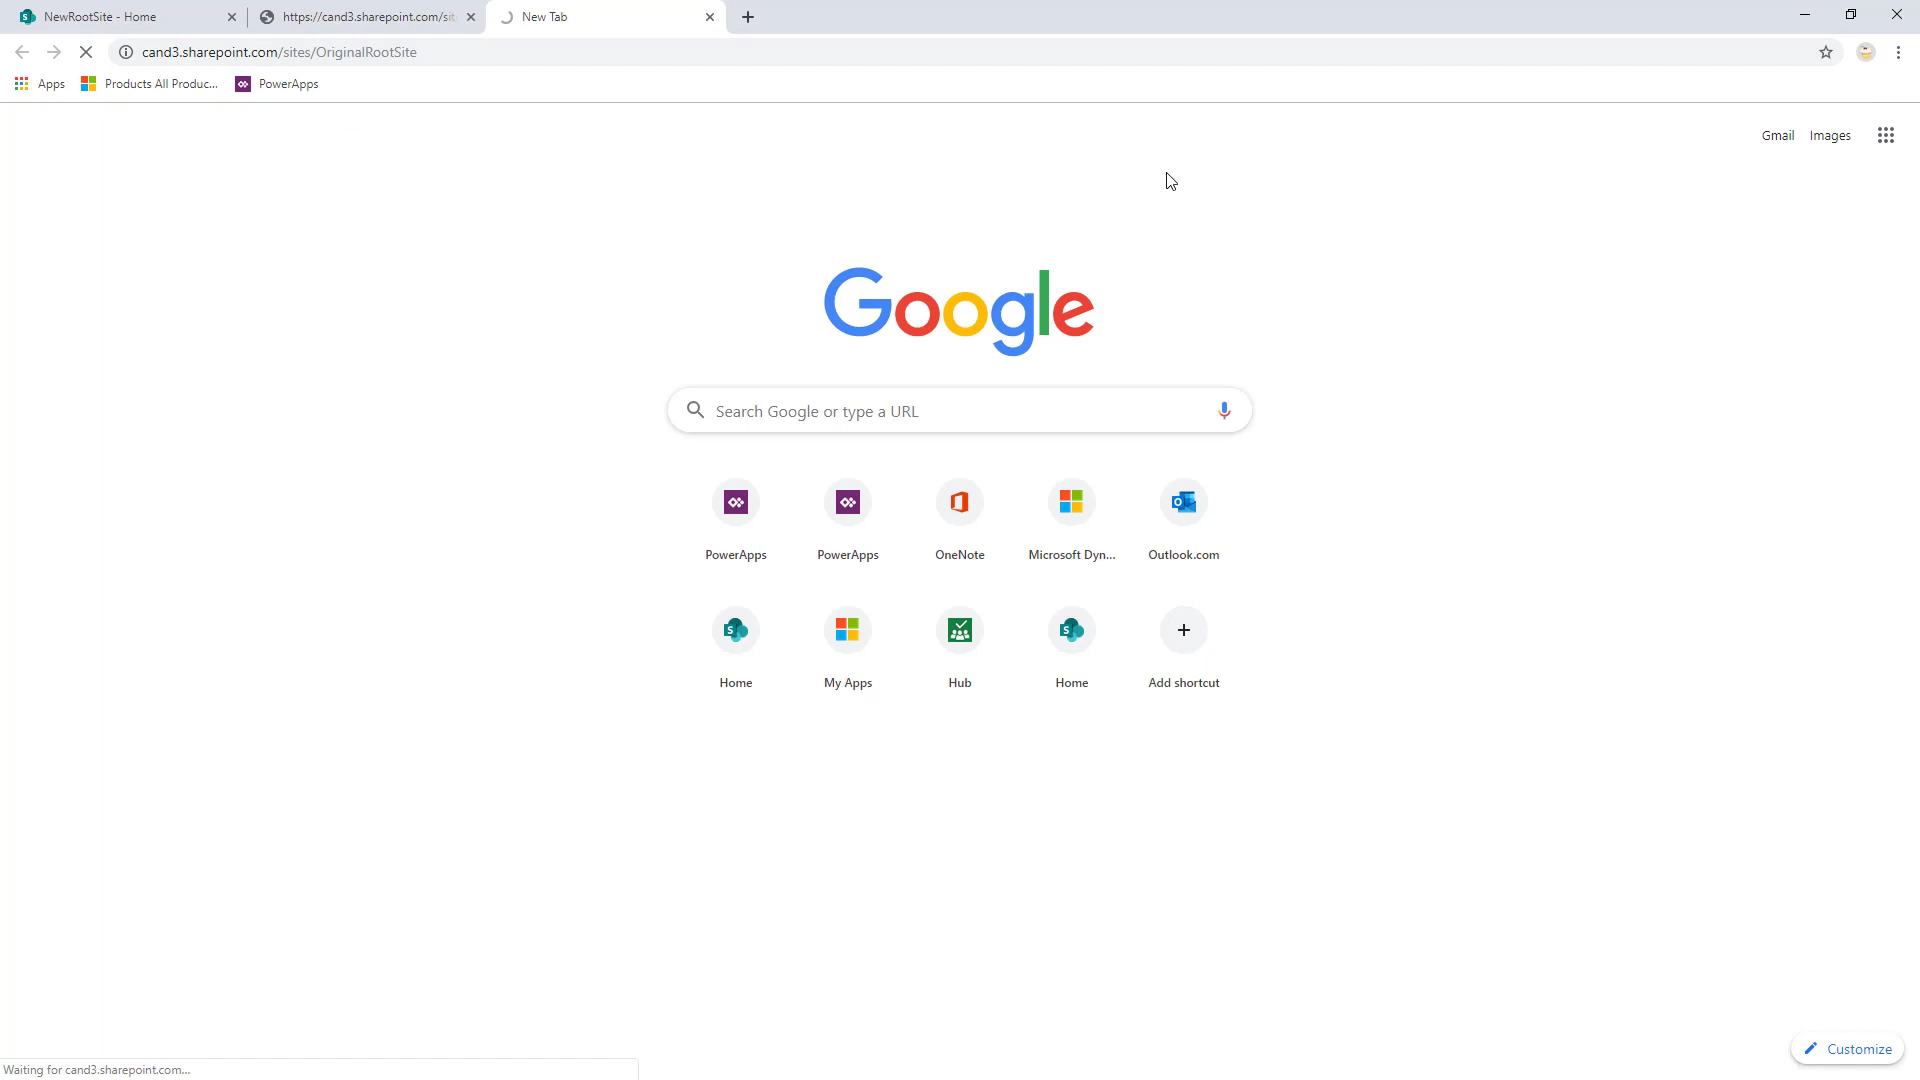 NewRootSite - Home
https://cand3.sharepoint.com/sit
New Tab
cand3.sharepoint.com/sites/OriginalRootSite
Apps
Products All Produc...
PowerApps
Gmail
Images
Google
Search Google or type a URL
PowerApps
PowerApps
OneNote
Microsoft Dyn...
Outlook.com
Home
My Apps
Hub
Home
Add shortcut
Customize
Waiting for cand3.sharepoint.com...